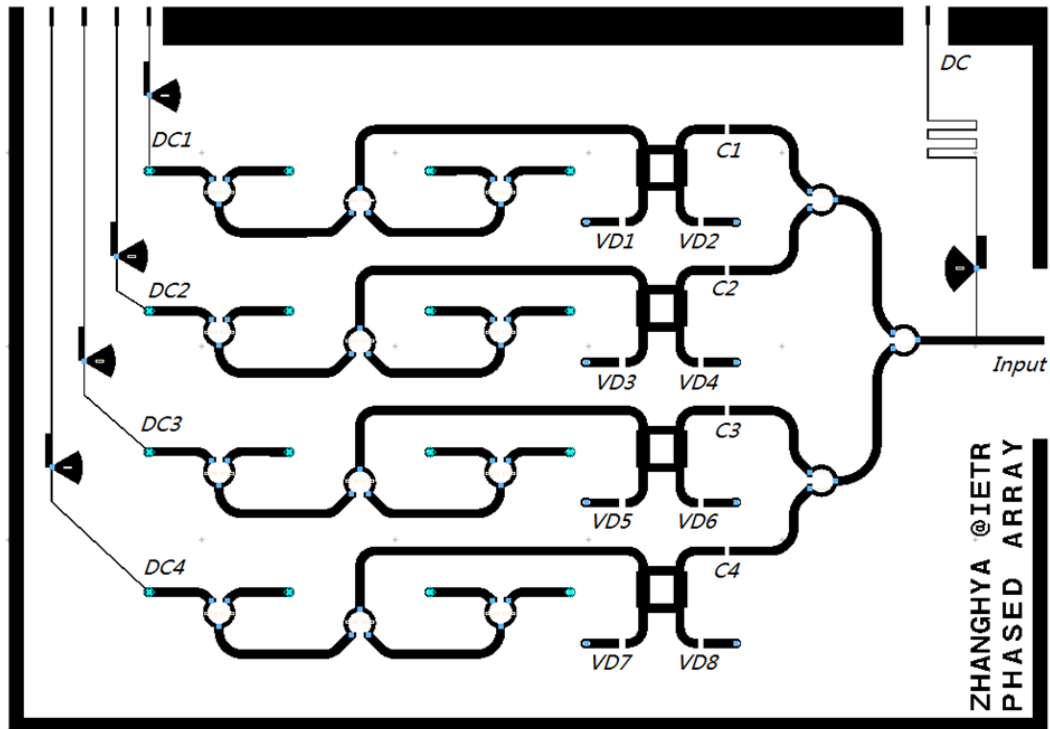 DC
DC1
C1
VD1
VD2
DC2
C2
VD3
VD4
Input
DC3
C3
VD5
VD6
DC4
C4
VD7
VD8
ZHANGHYA @IETR
PHASED ARRAY